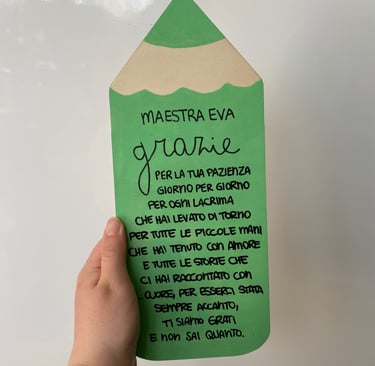 MAESTRA EVA
grazie
PER LA TUA PAZIENZA
GIORNO PER GIORNO
PER OGNI LACRIMA
CHE HAI LEVATO DI TORNO
PER TUTTE LE PICCOLE MANI
CHE HAI TENUTO CON AMORE
E TUTTE LE STORIE CHE
CI HAI RACCONTATO CON
CUORE, PER ESSERCI STATA
SEMPRE ACCANTO,
TI SIAMO GRATI
E NON SAI QUANTO.